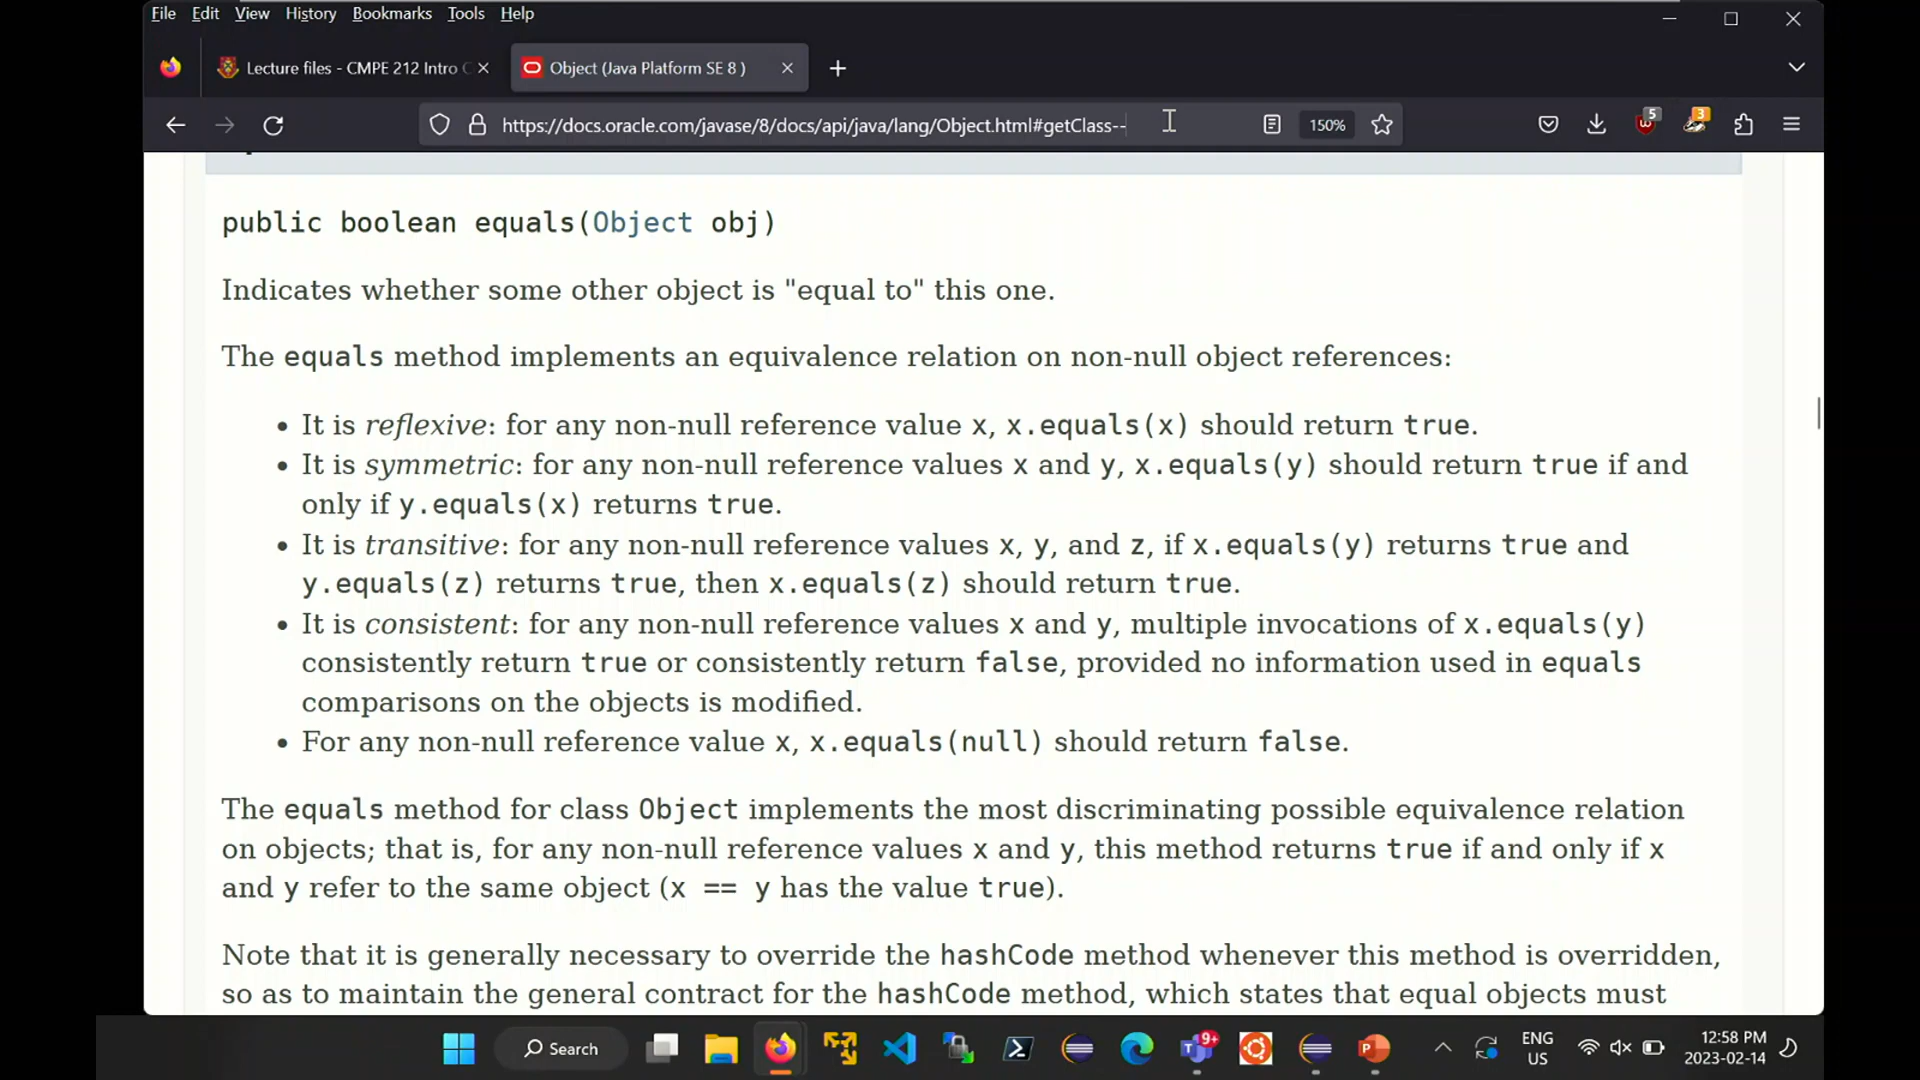 File Edit View History Bookmarks Tools Help
Lecture files - CMPE 212 Intro C
Object (Java Platform SE 8 )
https://docs.oracle.com/javase/8/docs/api/java/lang/Object.html#getClass--
150%
5
3
public boolean equals(Object obj)
Indicates whether some other object is "equal to" this one.
The equals method implements an equivalence relation on non-null object references:
• It is reflexive: for any non-null reference value x, x.equals(x) should return true.
• It is symmetric: for any non-null reference values x and y, x.equals(y) should return true if and
only if y.equals(x) returns true.
• It is transitive: for any non-null reference values x, y, and z, if x.equals(y) returns true and
y.equals(z) returns true, then x.equals(z) should return true.
• It is consistent: for any non-null reference values x and y, multiple invocations of x.equals(y)
consistently return true or consistently return false, provided no information used in equals
comparisons on the objects is modified.
• For any non-null reference value x, x.equals(null) should return false.
The equals method for class Object implements the most discriminating possible equivalence relation
on objects; that is, for any non-null reference values x and y, this method returns true if and only if x
and y refer to the same object (x == y has the value true).
Note that it is generally necessary to override the hashCode method whenever this method is overridden,
so as to maintain the general contract for the hashCode method, which states that equal objects must
Search
9+
ENG
US
12:58 PM
2023-02-14